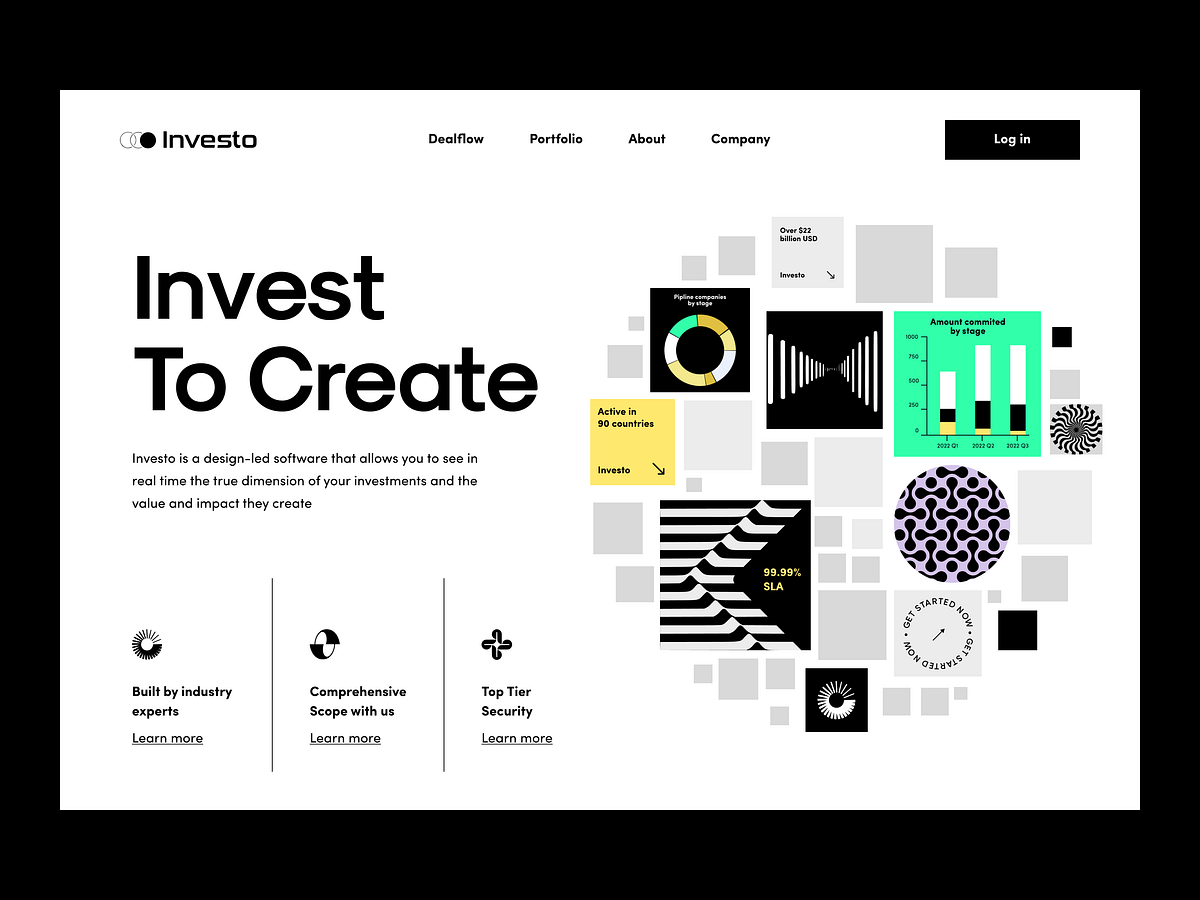 Investo
Dealflow
Portfolio
About
Company
Log in
Invest
To Create
Investo is a design-led software that allows you to see in
real time the true dimension of your investments and the
value and impact they create
Built by industry
experts
Learn more
Comprehensive
Scope with us
Learn more
Top Tier
Security
Learn more
Over $22
billion USD
Investo
Pipline companies
by stage
Amount commited
by stage
1000
750
500
250
0
2022 Q1
2022 Q2
2022 Q3
Active in
90 countries
Investo
99.99%
SLA
GET STARTED NOW • GET STARTED NOW •